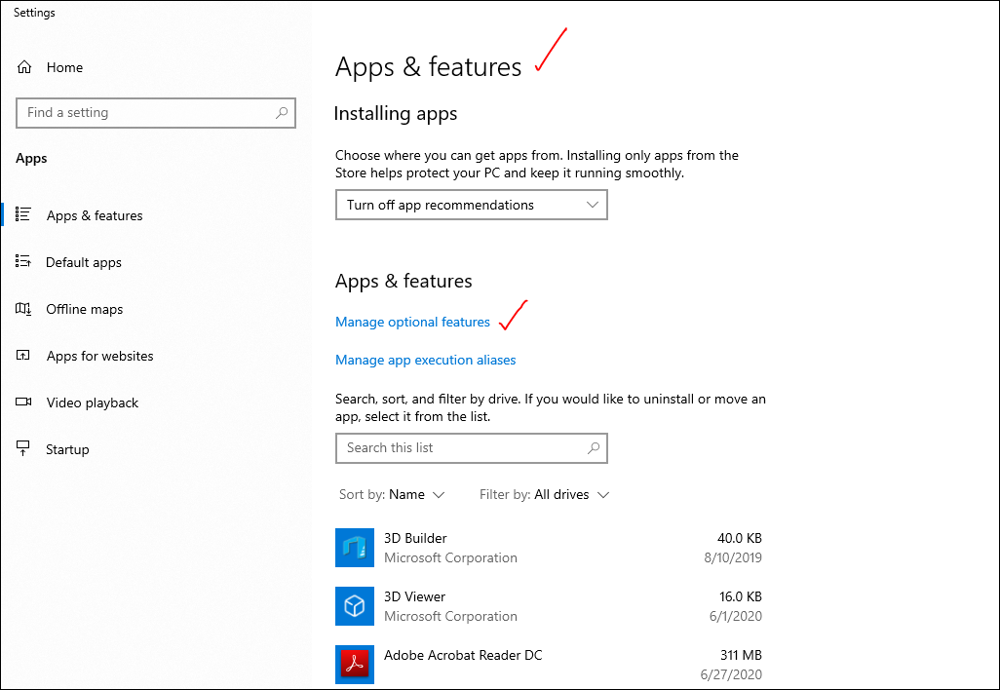 Settings
Home
Find a setting
Apps
Apps & features
Default apps
Offline maps
Apps for websites
Video playback
Startup
Apps & features
Installing apps
Choose where you can get apps from. Installing only apps from the
Store helps protect your PC and keep it running smoothly.
Turn off app recommendations
Apps & features
Manage optional features
Manage app execution aliases
Search, sort, and filter by drive. If you would like to uninstall or move an
app, select it from the list.
Search this list
Sort by: Name Filter by: All drives
3D Builder 40.0 KB
Microsoft Corporation 8/10/2019
3D Viewer 16.0 KB
Microsoft Corporation 6/1/2020
Adobe Acrobat Reader DC 311 MB
6/27/2020